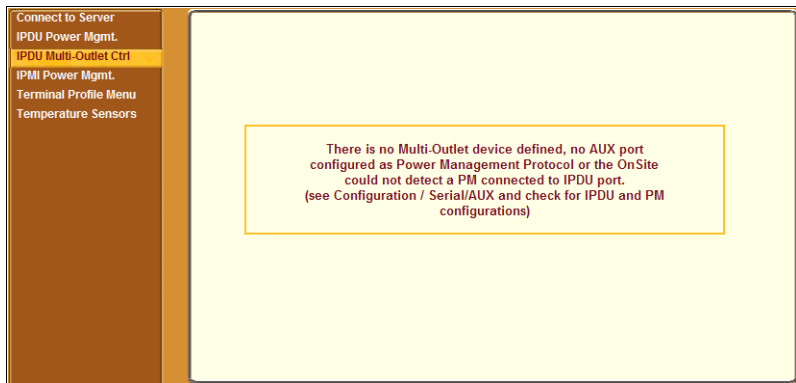 Connect to Server
IPDU Power Mgmt.
IPDU Multi-Outlet Ctrl
IPMI Power Mgmt.
Terminal Profile Menu
Temperature Sensors
There is no Multi-Outlet device defined, no AUX port
configured as Power Management Protocol or the OnSite
could not detect a PM connected to IPDU port.
(see Configuration / Serial/AUX and check for IPDU and PM
configurations)